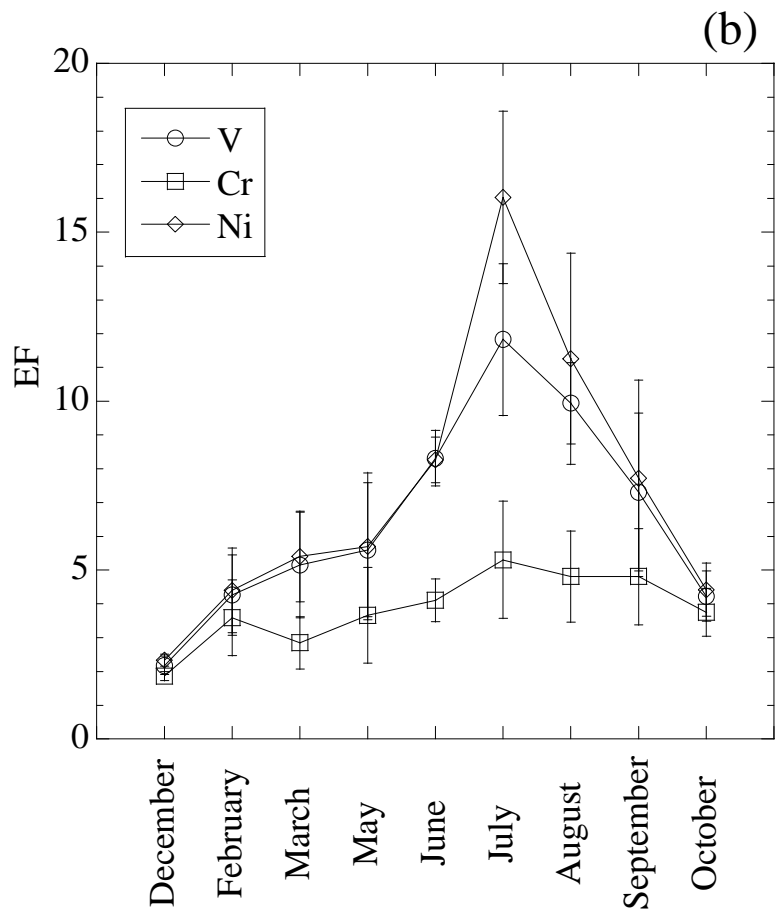 (b)
20
15
10
5
0
EF
V
Cr
Ni
December
February
March
May
June
July
August
September
October